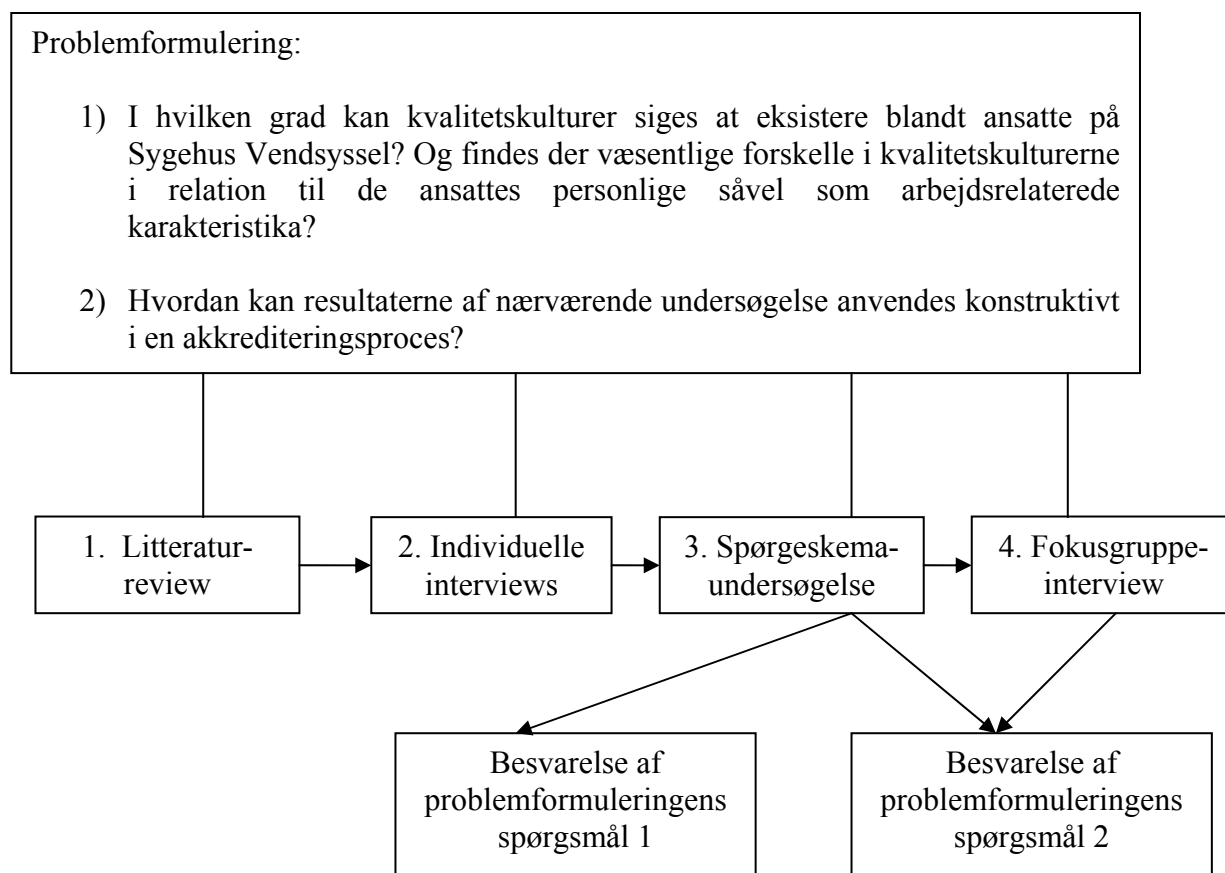 Problemformulering:
1) I hvilken grad kan kvalitetskulturer siges at eksistere blandt ansatte på
Sygehus Vendsyssel? Og findes der væsentlige forskelle i kvalitetskulturerne
i relation til de ansattes personlige såvel som arbejdsrelaterede
karakteristika?
2) Hvordan kan resultaterne af nærværende undersøgelse anvendes konstruktivt
i en akkrediteringsproces?
1. Litteratur-
review
2. Individuelle
interviews
3. Spørgeskema-
undersøgelse
4. Fokusgruppe-
interview
Besvarelse af
problemformuleringens
spørgsmål 1
Besvarelse af
problemformuleringens
spørgsmål 2